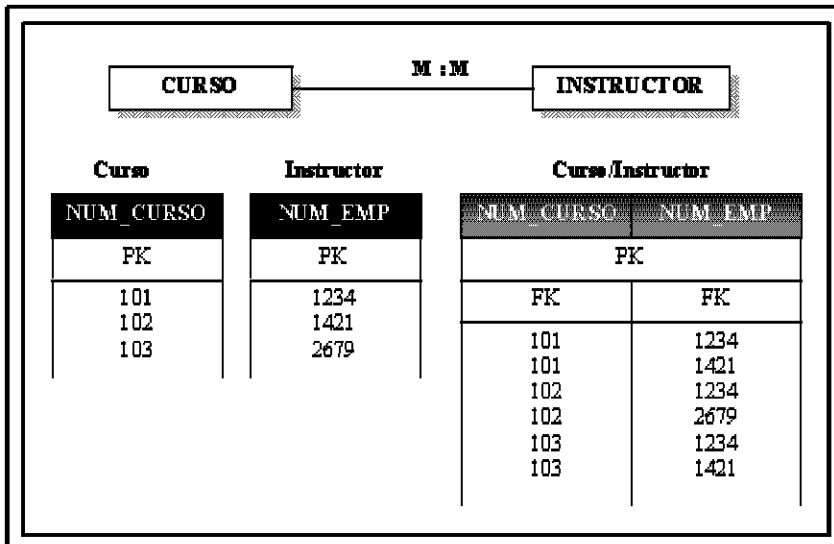 M : M
CURSO INSTRUCTOR
Curso Instructor Curso/Instructor
NUM_CURSO NUM_EMP NUM_CURSO NUM_EMP
PK PK PK
FK FK
101 1234
102 1421
103 2679
101 1234
101 1421
102 1234
102 2679
103 1234
103 1421